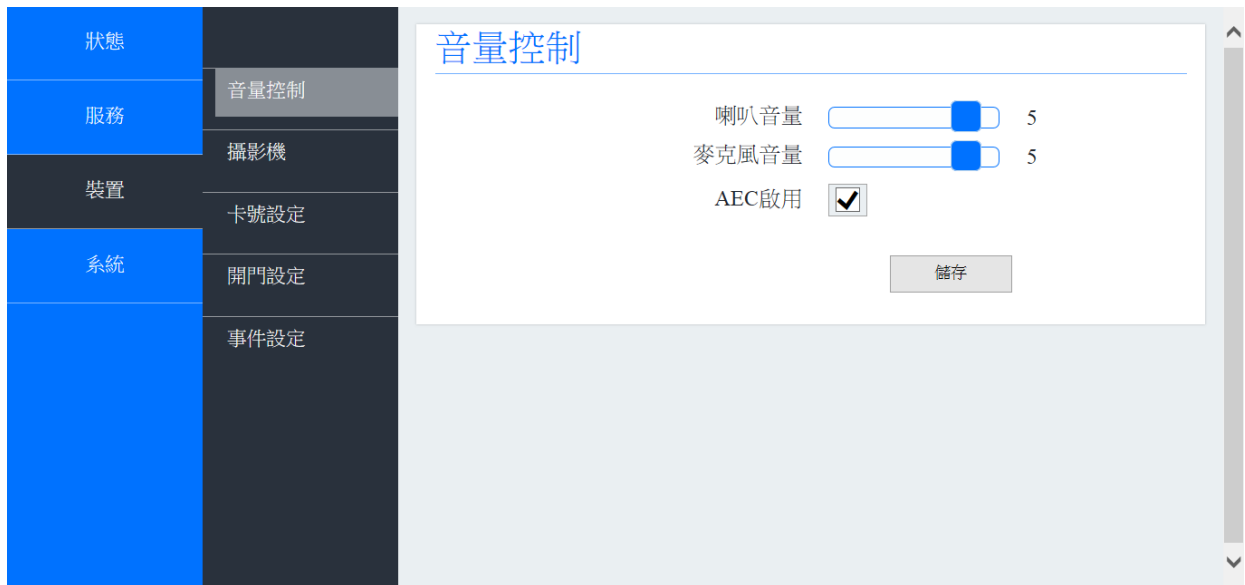 狀態
服務
裝置
系統
音量控制
攝影機
卡號設定
開門設定
事件設定
音量控制
喇叭音量 5
麥克風音量 5
AEC啟用
儲存